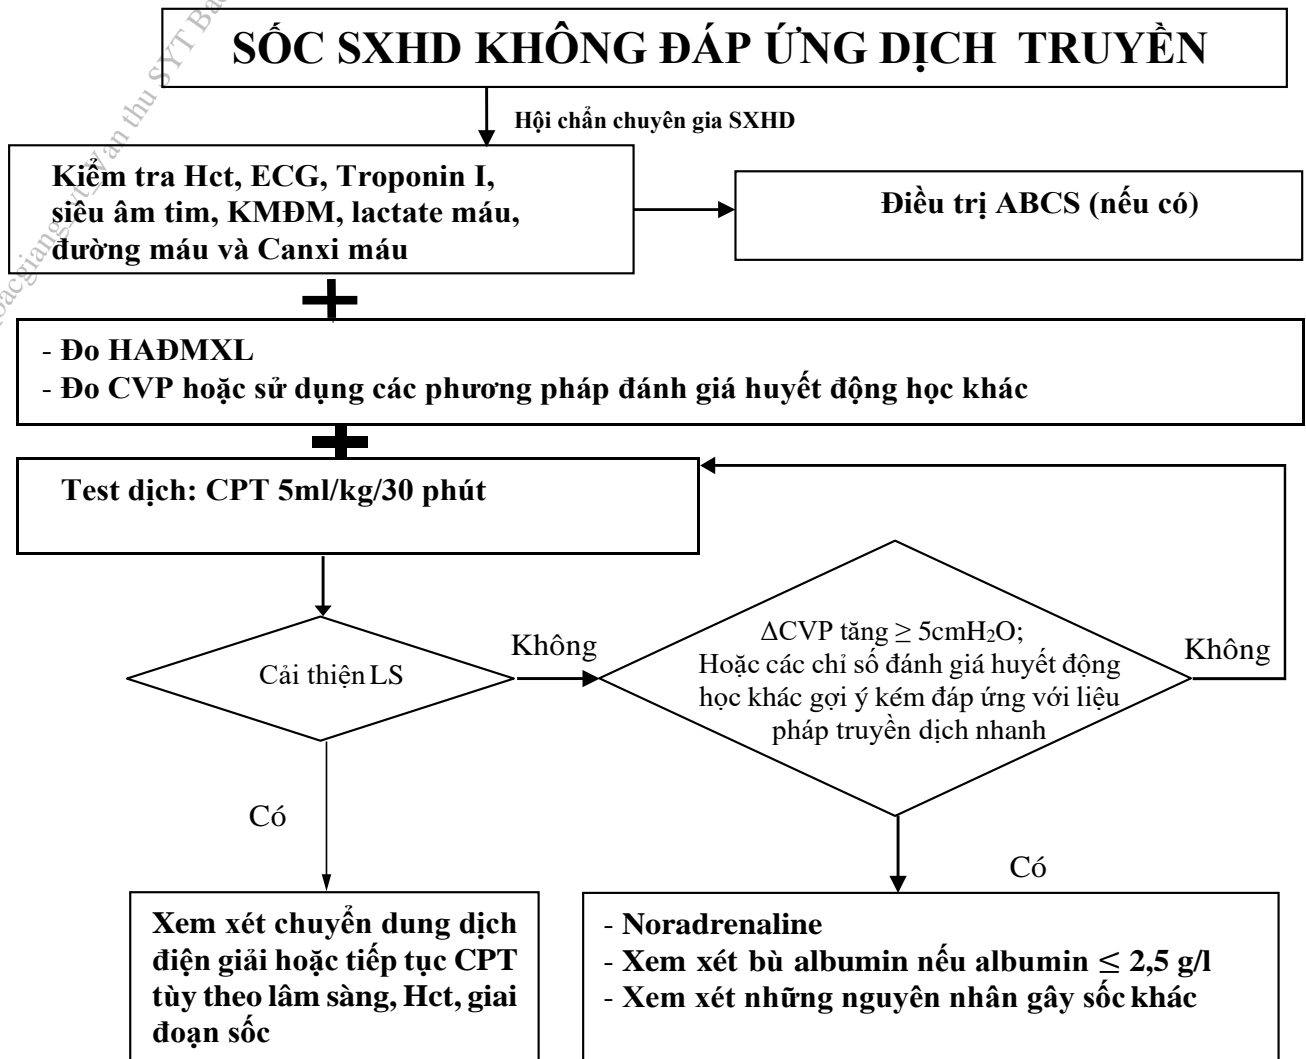 SỐC SXHD KHÔNG ĐÁP ỨNG DỊCH TRUYỀN
Hội chẩn chuyên gia SXHD
Kiểm tra Hct, ECG, Troponin I,
siêu âm tim, KMĐM, lactate máu,
đường máu và Canxi máu
Điều trị ABCS (nếu có)
- Đo HAĐMXL
- Đo CVP hoặc sử dụng các phương pháp đánh giá huyết động học khác
Test dịch: CPT 5ml/kg/30 phút
Cải thiện LS
Không
ΔCVP tăng ≥ 5cmH₂O;
Hoặc các chỉ số đánh giá huyết động
học khác gợi ý kém đáp ứng với liệu
pháp truyền dịch nhanh
Không
Có
Có
Xem xét chuyển dung dịch
điện giải hoặc tiếp tục CPT
tùy theo lâm sàng, Hct, giai
đoạn sốc
- Noradrenaline
- Xem xét bù albumin nếu albumin ≤ 2,5 g/l
- Xem xét những nguyên nhân gây sốc khác